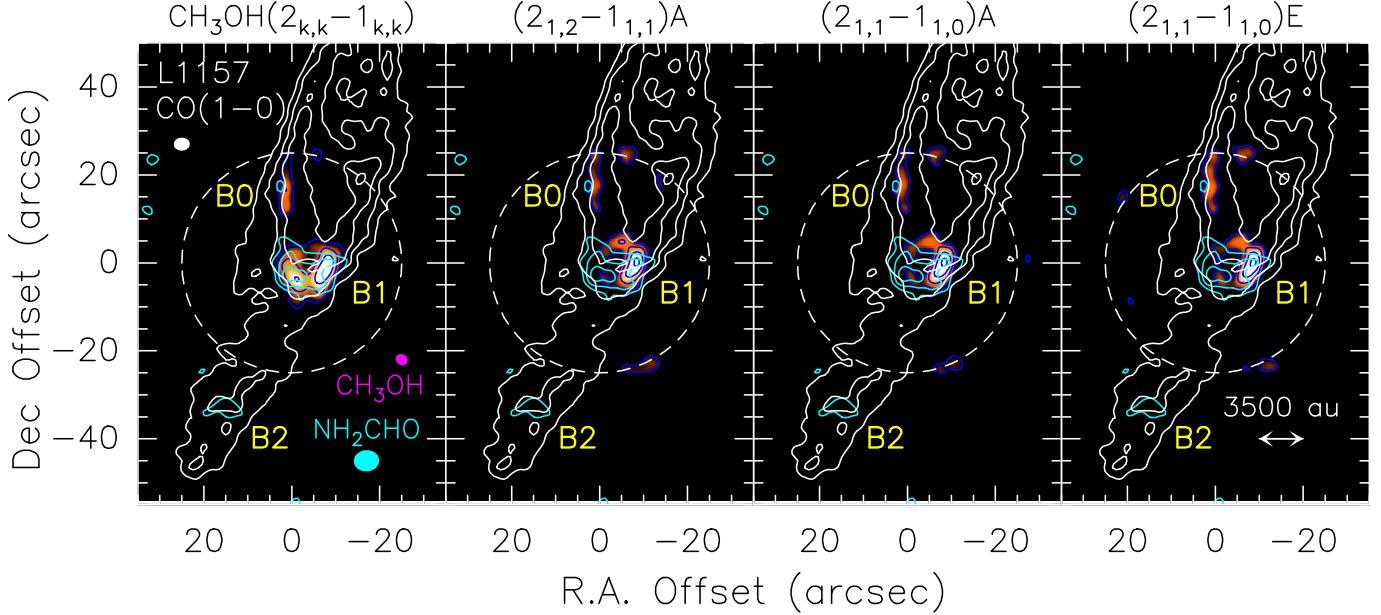 CH₃OH(2ₖ,ₖ−1ₖ,ₖ) (2₁,₂−1₁,₁)A (2₁,₁−1₁,₀)A (2₁,₁−1₁,₀)E
L1157
CO(1−0)
B0 B0 B0 B0
B1 B1 B1 B1
CH₃OH
NH₂CHO
B2 B2 B2 B2
3500 au
40
20
0
−20
−40
Dec Offset (arcsec)
20 0 −20 20 0 −20 20 0 −20 20 0 −20
R.A. Offset (arcsec)